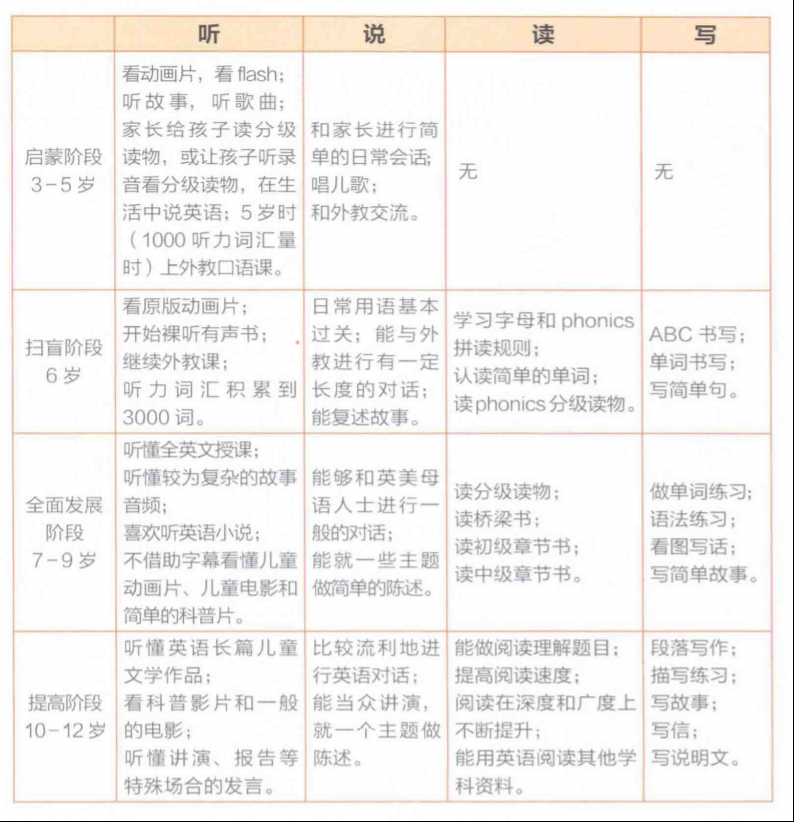 听 说 读 写
启蒙阶段
3-5 岁
看动画片，看 flash；
听故事，听歌曲；
家长给孩子读分级
读物，或让孩子听录
音看分级读物，在生
活中说英语；5 岁时
（1000 听力词汇量
时）上外教口语课。
和家长进行简
单的日常会话；
唱儿歌；
和外教交流。
无
无
扫盲阶段
6 岁
看原版动画片；
开始裸听有声书；
继续外教课；
听力词汇积累到
3000 词。
日常用语基本
过关；能与外
教进行有一定
长度的对话；
能复述故事。
学习字母和 phonics
拼读规则；
认读简单的单词；
读phonics分级读物。
ABC 书写；
单词书写；
写简单句。
全面发展
阶段
7-9 岁
听懂全英文授课；
听懂较为复杂的故事
音频；
喜欢听英语小说；
不借助字幕看懂儿童
动画片、儿童电影和
简单的科普片。
能够和英美母
语人士进行一
般的对话；
能就一些主题
做简单的陈述。
读分级读物；
读桥梁书；
读初级章节书；
读中级章节书。
做单词练习；
语法练习；
看图写话；
写简单故事。
提高阶段
10-12 岁
听懂英语长篇儿童
文学作品；
看科普影片和一般
的电影；
听懂讲演、报告等
特殊场合的发言。
比较流利地进
行英语对话；
能当众讲演，
就一个主题做
陈述。
能做阅读理解题目；
提高阅读速度；
阅读在深度和广度上
不断提升；
能用英语阅读其他学
科资料。
段落写作；
描写练习；
写故事；
写信；
写说明文。